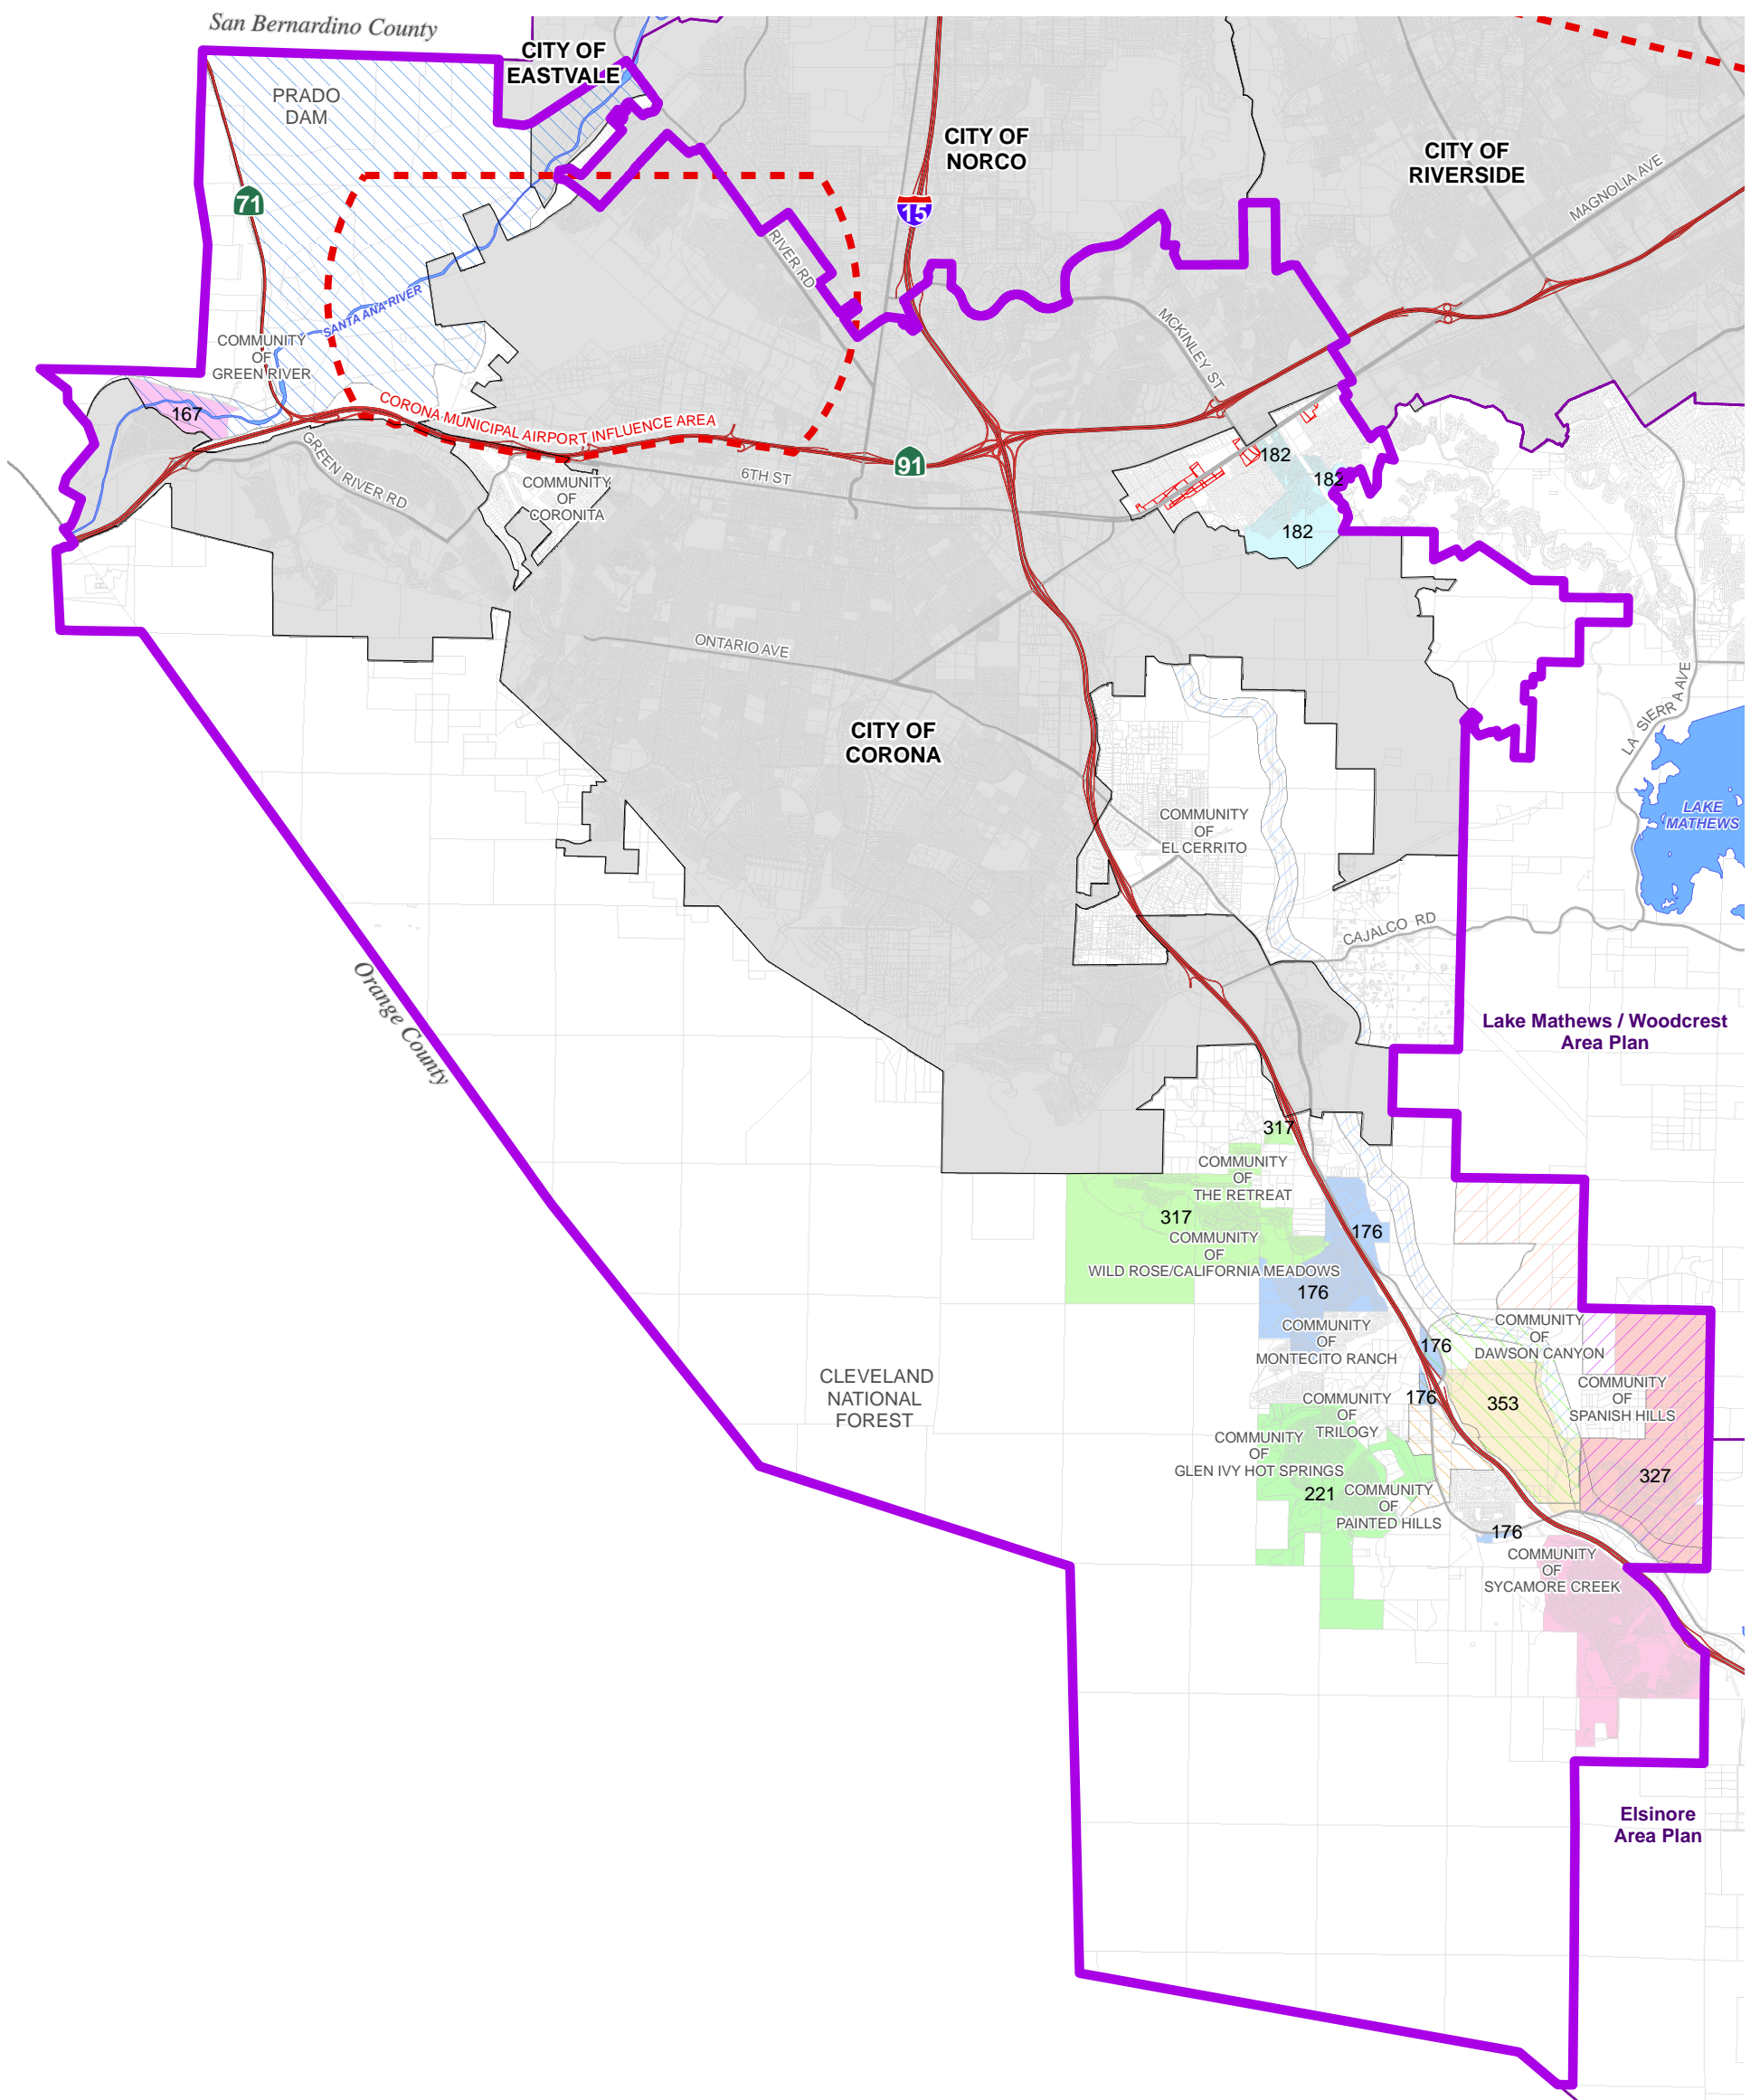 San Bernardino County
CITY OF
EASTVALE
PRADO
DAM
CITY OF
NORCO
CITY OF
RIVERSIDE
MAGNOLIA AVE
71
15
RIVER RD
SANTA ANA RIVER
COMMUNITY
OF
GREEN RIVER
MCKINLEY ST
167
CORONA MUNICIPAL AIRPORT INFLUENCE AREA
GREEN RIVER RD
91
6TH ST
COMMUNITY
OF
CORONITA
182
182
182
ONTARIO AVE
LA SIERRA AVE
CITY OF
CORONA
LAKE
MATHEWS
COMMUNITY
OF
EL CERRITO
CAJALCO RD
Orange County
Lake Mathews / Woodcrest
Area Plan
317
COMMUNITY
OF
THE RETREAT
317
176
COMMUNITY
OF
WILD ROSE/CALIFORNIA MEADOWS
176
COMMUNITY
OF
MONTECITO RANCH
176
COMMUNITY
OF
DAWSON CANYON
CLEVELAND
NATIONAL
FOREST
176
353
COMMUNITY
OF
SPANISH HILLS
COMMUNITY
OF
TRILOGY
COMMUNITY
OF
GLEN IVY HOT SPRINGS
327
221
COMMUNITY
OF
PAINTED HILLS
176
COMMUNITY
OF
SYCAMORE CREEK
Elsinore
Area Plan